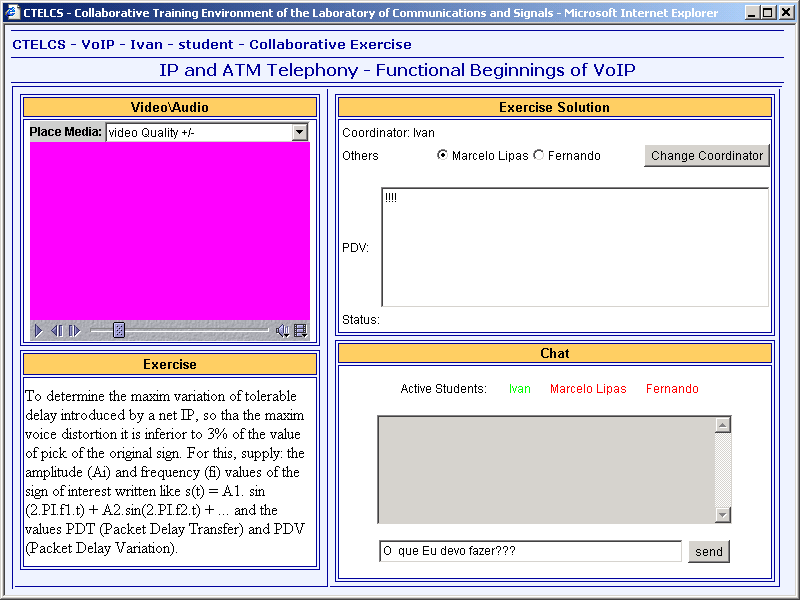 CTELCS - Collaborative Training Environment of the Laboratory of Communications and Signals - Microsoft Internet Explorer
CTELCS - VoIP - Ivan - student - Collaborative Exercise
IP and ATM Telephony - Functional Beginnings of VoIP
Video\Audio
Place Media: video Quality +/-
Exercise
To determine the maxim variation of tolerable
delay introduced by a net IP, so tha the maxim
voice distortion it is inferior to 3% of the value
of pick of the original sign. For this, supply: the
amplitude (Ai) and frequency (fi) values of the
sign of interest written like s(t) = A1. sin
(2.PI.f1.t) + A2.sin(2.PI.f2.t) + ... and the
values PDT (Packet Delay Transfer) and PDV
(Packet Delay Variation).
Exercise Solution
Coordinator: Ivan
Others Marcelo Lipas Fernando Change Coordinator
!!!!
PDV:
Status:
Chat
Active Students: Ivan Marcelo Lipas Fernando
O que Eu devo fazer??? send